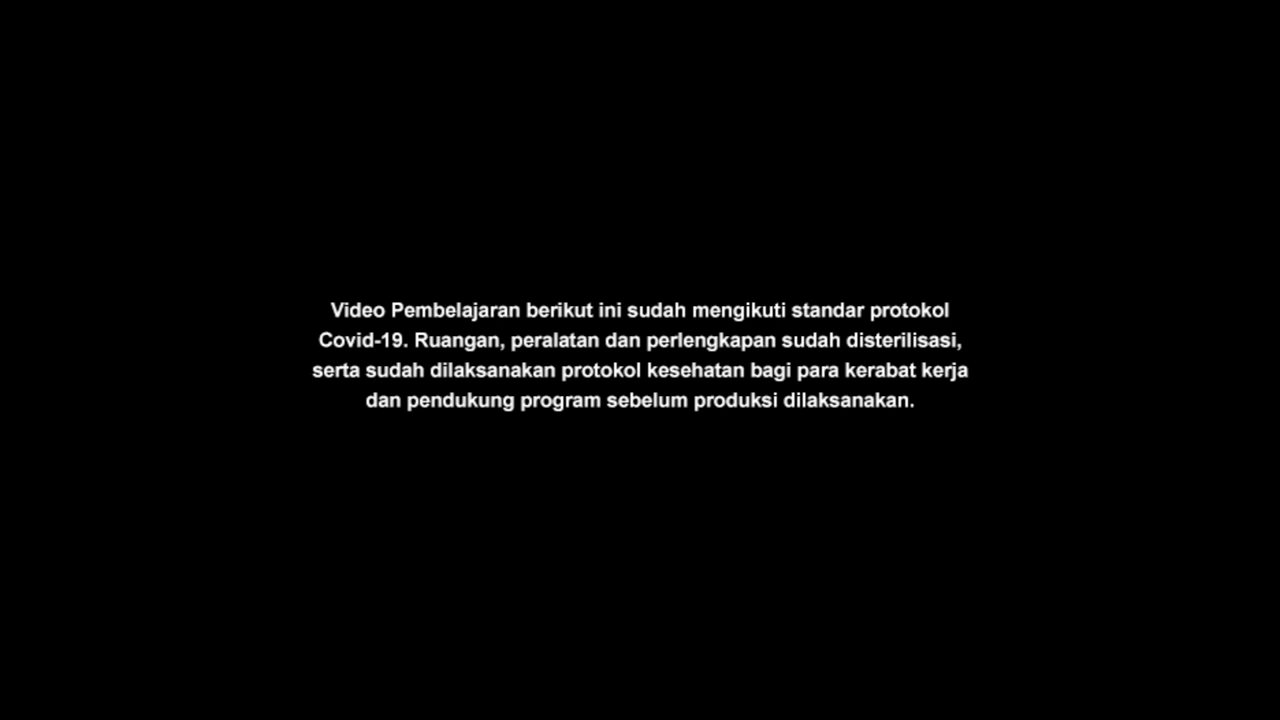 Video Pembelajaran berikut ini sudah mengikuti standar protokol
Covid-19. Ruangan, peralatan dan perlengkapan sudah disterilisasi,
serta sudah dilaksanakan protokol kesehatan bagi para kerabat kerja
dan pendukung program sebelum produksi dilaksanakan.